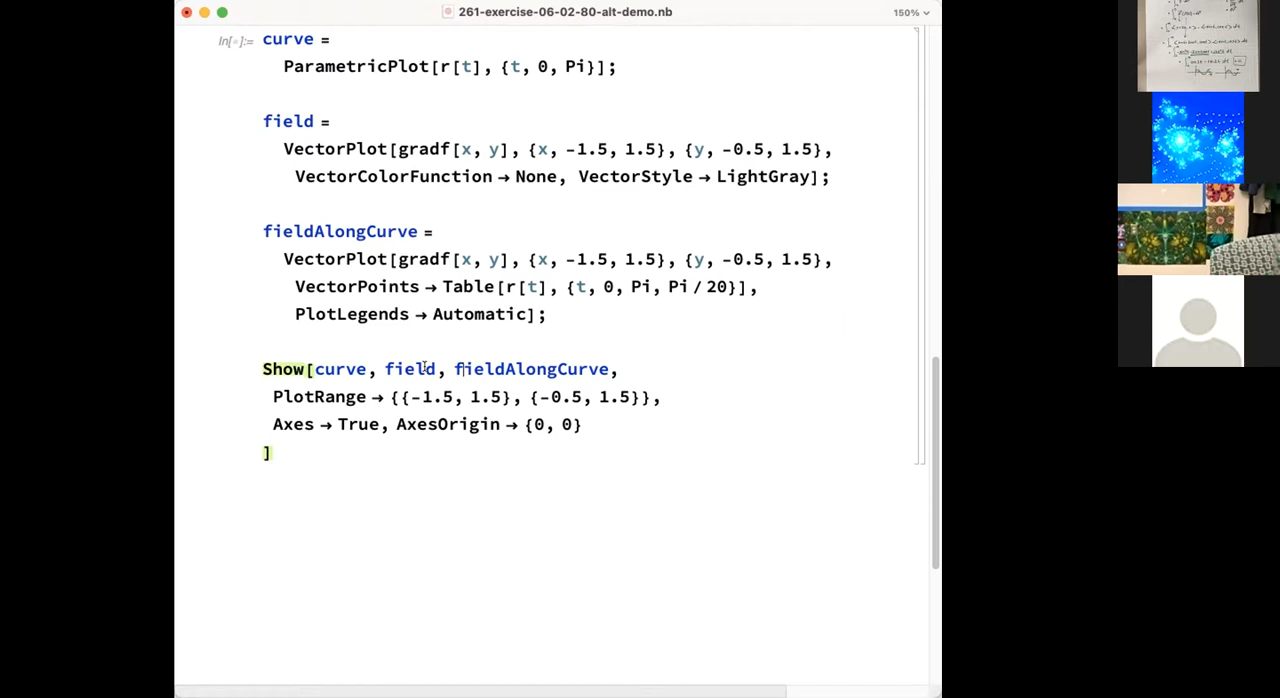 261-exercise-06-02-80-alt-demo.nb
150%
In[∘]:= curve =
ParametricPlot[r[t], {t, 0, Pi}];
field =
VectorPlot[gradf[x, y], {x, -1.5, 1.5}, {y, -0.5, 1.5},
VectorColorFunction → None, VectorStyle → LightGray];
fieldAlongCurve =
VectorPlot[gradf[x, y], {x, -1.5, 1.5}, {y, -0.5, 1.5},
VectorPoints → Table[r[t], {t, 0, Pi, Pi / 20}],
PlotLegends → Automatic];
Show[curve, field, fieldAlongCurve,
PlotRange → {{-1.5, 1.5}, {-0.5, 1.5}},
Axes → True, AxesOrigin → {0, 0}
]